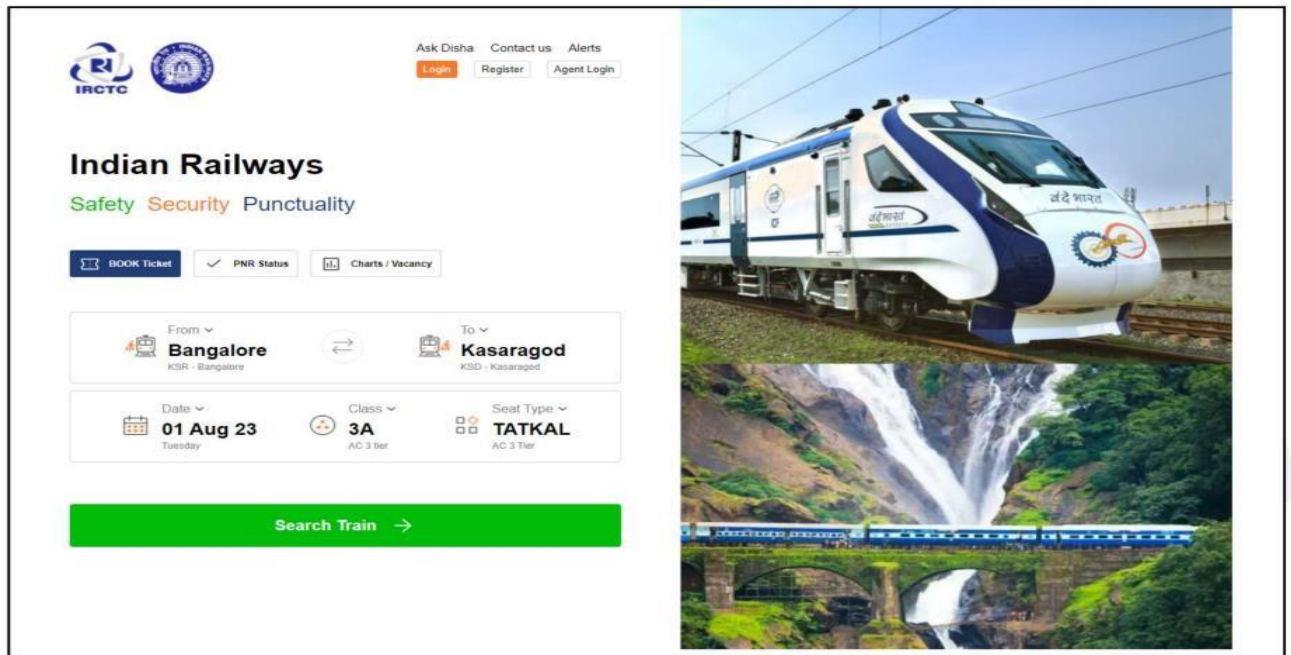 IRCTC
Ask Disha Contact us Alerts
Login Register Agent Login
Indian Railways
Safety Security Punctuality
BOOK Ticket PNR Status Charts / Vacancy
From To
Bangalore Kasaragod
KSR - Bangalore KSD - Kasaragod
Date Class Seat Type
01 Aug 23 3A TATKAL
Tuesday AC 3 tier AC 3 Tier
Search Train
वंदे भारत
वंदे भारत